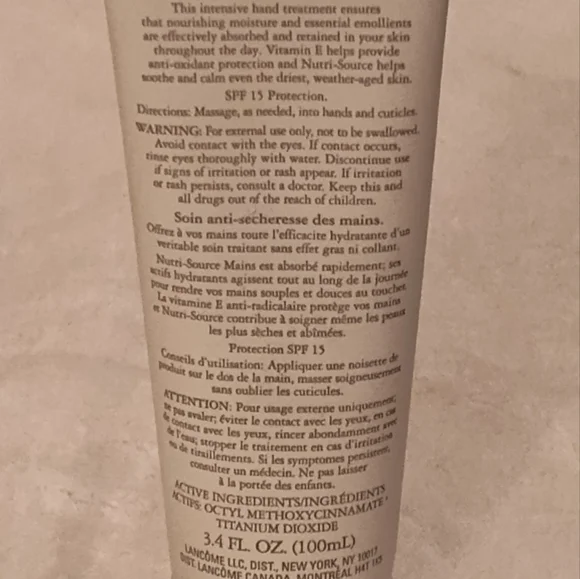 This intensive hand treatment ensures
that nourishing moisture and essential emollients
are effectively absorbed and retained in your skin
throughout the day. Vitamin E helps provide
anti-oxidant protection and Nutri-Source helps
soothe and calm even the driest, weather-aged skin.
SPF 15 Protection.
Directions: Massage, as needed, into hands and cuticles.
WARNING: For external use only, not to be swallowed.
Avoid contact with the eyes. If contact occurs,
rinse eyes thoroughly with water. Discontinue use
if signs of irritation or rash appear. If irritation
or rash persists, consult a doctor. Keep this and
all drugs out of the reach of children.
Soin anti-sècheresse des mains.
Offrez à vos mains toute l'efficacite hydratante d'un
veritable soin traitant sans effet gras ni collant.
Nutri-Source Mains est absorbé rapidement; ses
actifs hydratants agissent tout au long de la journée
pour rendre vos mains souples et douces au toucher.
La vitamine E anti-radicalaire protège vos mains
et Nutri-Source contribue à soigner même les peaux
les plus sèches et abîmées.
Protection SPF 15
Conseils d'utilisation: Appliquer une noisette de
produit sur le dos de la main, masser soigneusement
sans oublier les cuticules.
ATTENTION: Pour usage externe uniquement;
ne pas avaler; éviter le contact avec les yeux, en cas
de contact avec les yeux, rincer abondamment avec
de l'eau; stopper le traitement en cas d'irritation
ou de tiraillements. Si les symptomes persistent,
consulter un médecin. Ne pas laisser
à la portée des enfants.
ACTIVE INGREDIENTS/INGRÉDIENTS
ACTIFS: OCTYL METHOXYCINNAMATE ·
TITANIUM DIOXIDE
3.4 FL. OZ. (100mL)
LANCÔME LLC, DIST., NEW YORK, NY 10017
DIST. LANCÔME CANADA, MONTRÉAL H4T 1K5